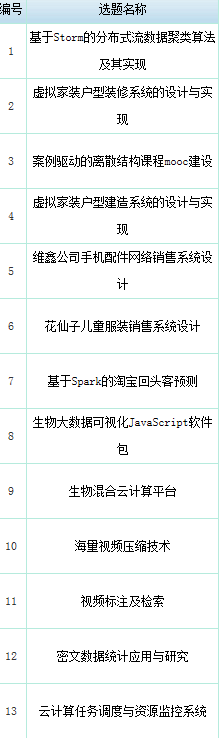 编号 选题名称
1 基于Storm的分布式流数据聚类算法
及其实现
2 虚拟家装户型装修系统的设计与实
现
3 案例驱动的离散结构课程mooc建设
4 虚拟家装户型建造系统的设计与实
现
5 维鑫公司手机配件网络销售系统设
计
6 花仙子儿童服装销售系统设计
7 基于Spark的淘宝回头客预测
8 生物大数据可视化JavaScript软件
包
9 生物混合云计算平台
10 海量视频压缩技术
11 视频标注及检索
12 密文数据统计应用与研究
13 云计算任务调度与资源监控系统